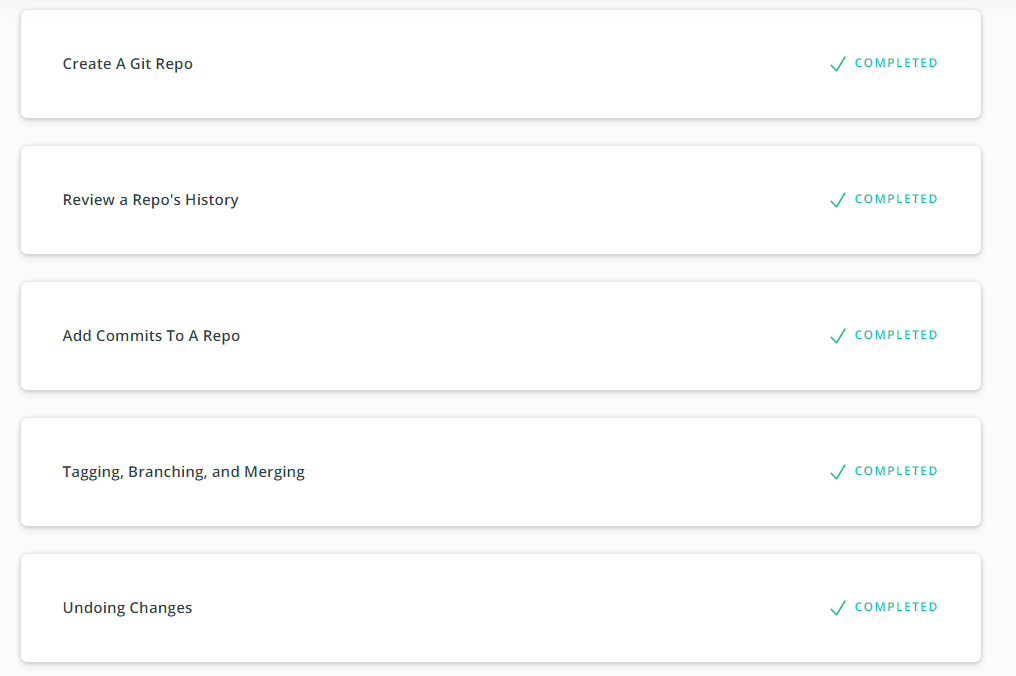 Create A Git Repo COMPLETED
Review a Repo's History COMPLETED
Add Commits To A Repo COMPLETED
Tagging, Branching, and Merging COMPLETED
Undoing Changes COMPLETED